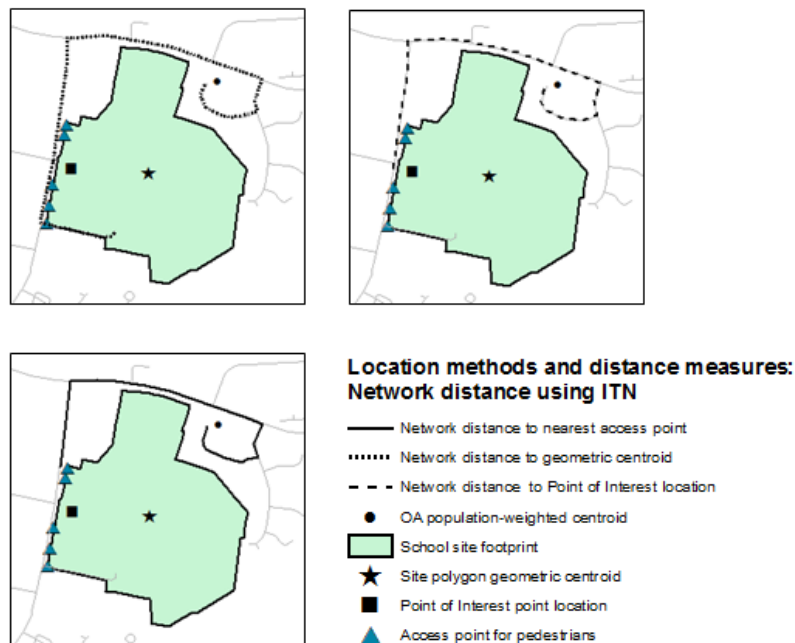 Location methods and distance measures:
Network distance using ITN
Network distance to nearest access point
Network distance to geometric centroid
Network distance to Point of Interest location
OA population-weighted centroid
School site footprint
Site polygon geometric centroid
Point of Interest point location
Access point for pedestrians